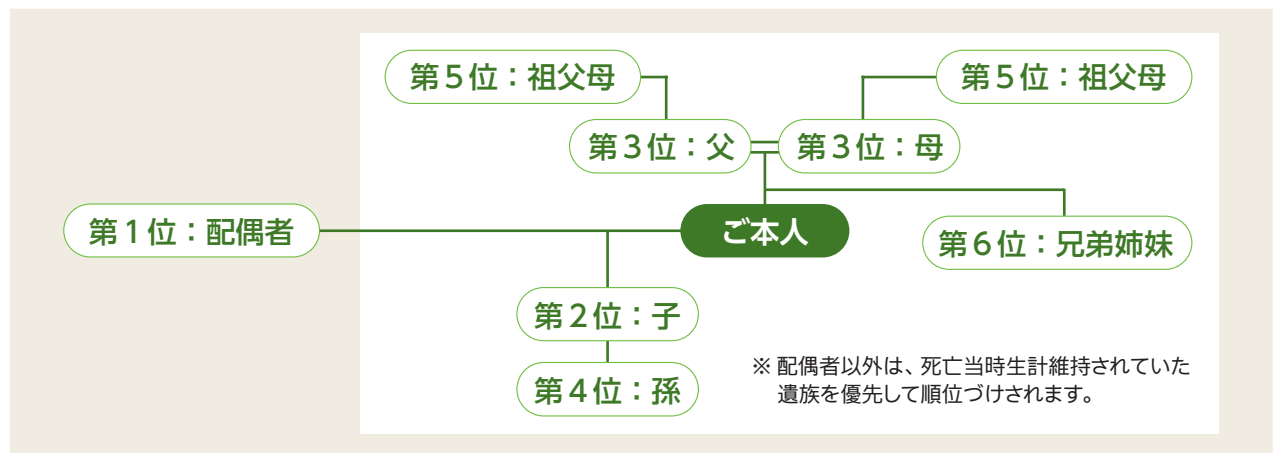 第5位：祖父母
第5位：祖父母
第3位：父
第3位：母
第1位：配偶者
ご本人
第6位：兄弟姉妹
第2位：子
第4位：孫
※ 配偶者以外は、死亡当時生計維持されていた
遺族を優先して順位づけされます。